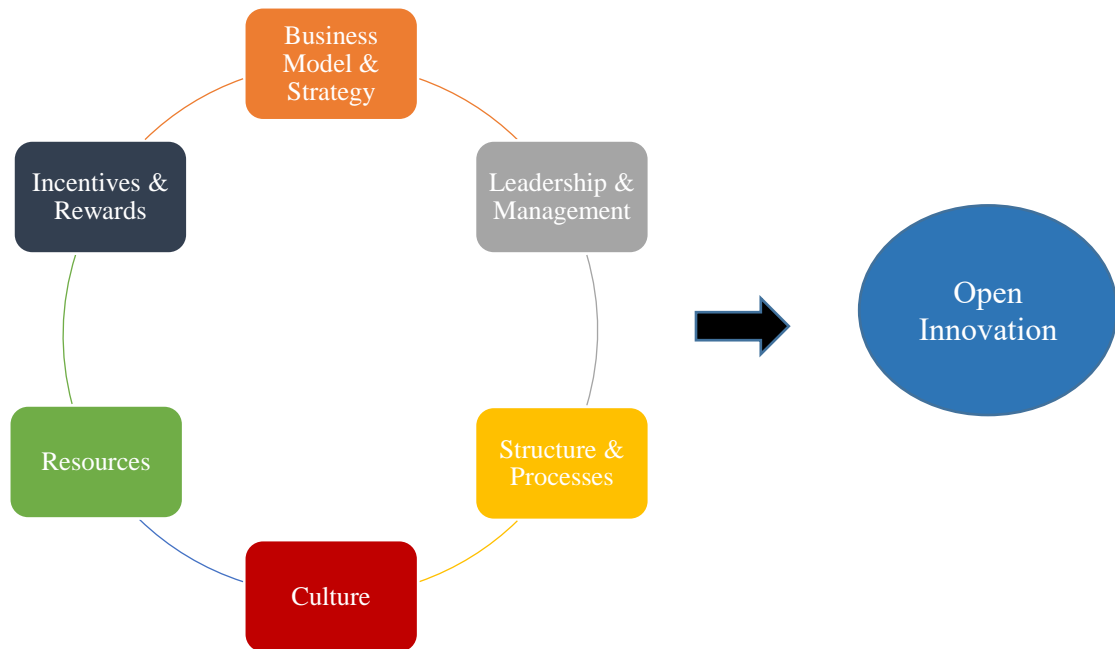 Business
Model &
Strategy
Incentives &
Rewards
Leadership &
Management
Open
Innovation
Resources
Structure &
Processes
Culture